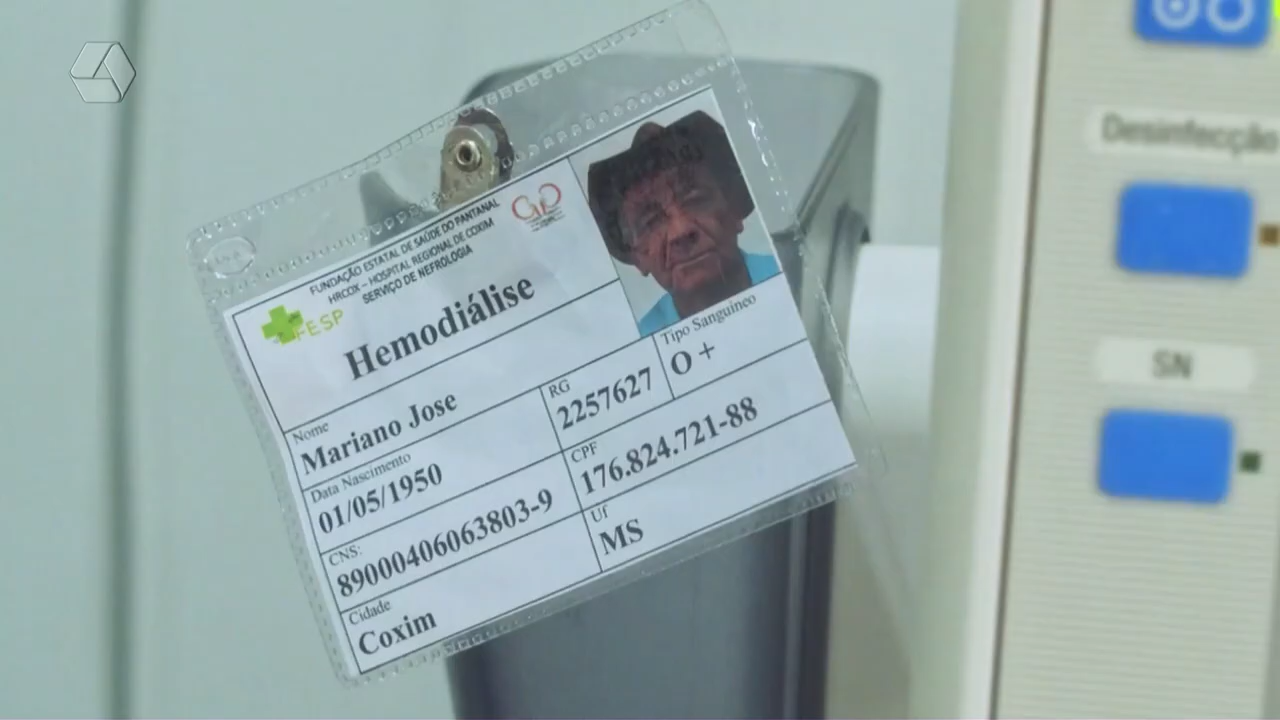 FUNDAÇÃO ESTATAL DE SAÚDE DO PANTANAL
HRCOX – HOSPITAL REGIONAL DE COXIM
SERVIÇO DE NEFROLOGIA
FESP
Hemodiálise
Nome
Mariano Jose
RG
2257627
Tipo Sanguíneo
O +
Data Nascimento
01/05/1950
CPF
176.824.721-88
CNS:
89000406063803-9
Uf
MS
Cidade
Coxim
Desinfecção
SN